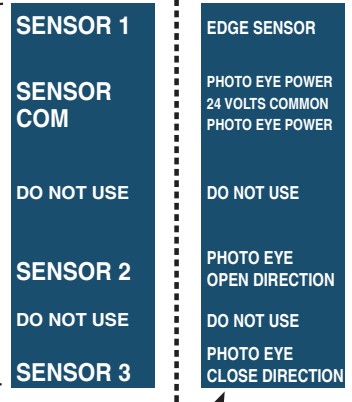 SENSOR 1
SENSOR
COM
DO NOT USE
SENSOR 2
DO NOT USE
SENSOR 3
EDGE SENSOR
PHOTO EYE POWER
24 VOLTS COMMON
PHOTO EYE POWER
DO NOT USE
PHOTO EYE
OPEN DIRECTION
DO NOT USE
PHOTO EYE
CLOSE DIRECTION